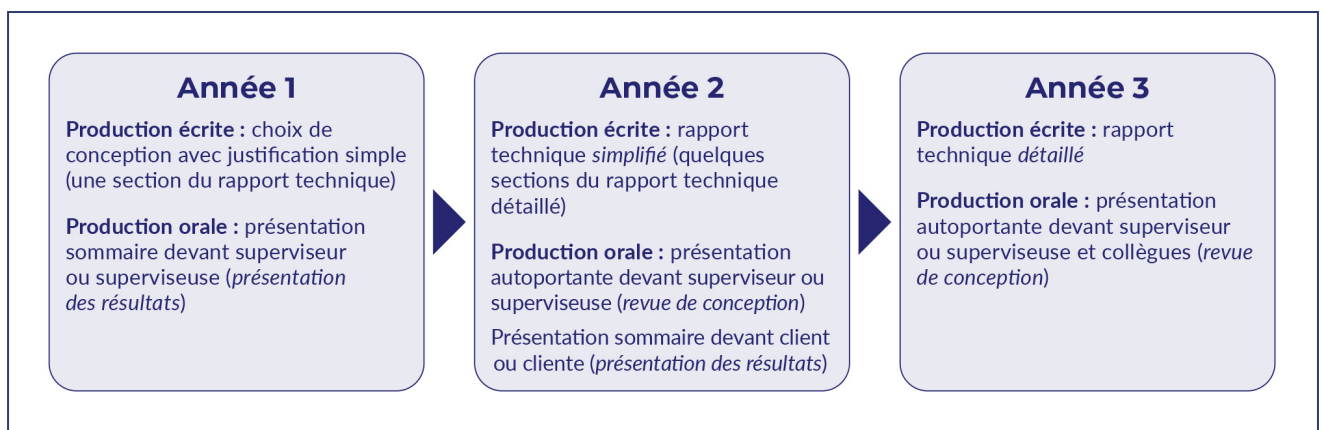 Année 1
Production écrite : choix de
conception avec justification simple
(une section du rapport technique)
Production orale : présentation
sommaire devant superviseur
ou superviseuse (présentation
des résultats)
Année 2
Production écrite : rapport
technique simplifié (quelques
sections du rapport technique
détaillé)
Production orale : présentation
autoportante devant superviseur ou
superviseuse (revue de conception)
Présentation sommaire devant client
ou cliente (présentation des résultats)
Année 3
Production écrite : rapport
technique détaillé
Production orale : présentation
autoportante devant superviseur
ou superviseuse et collègues (revue
de conception)